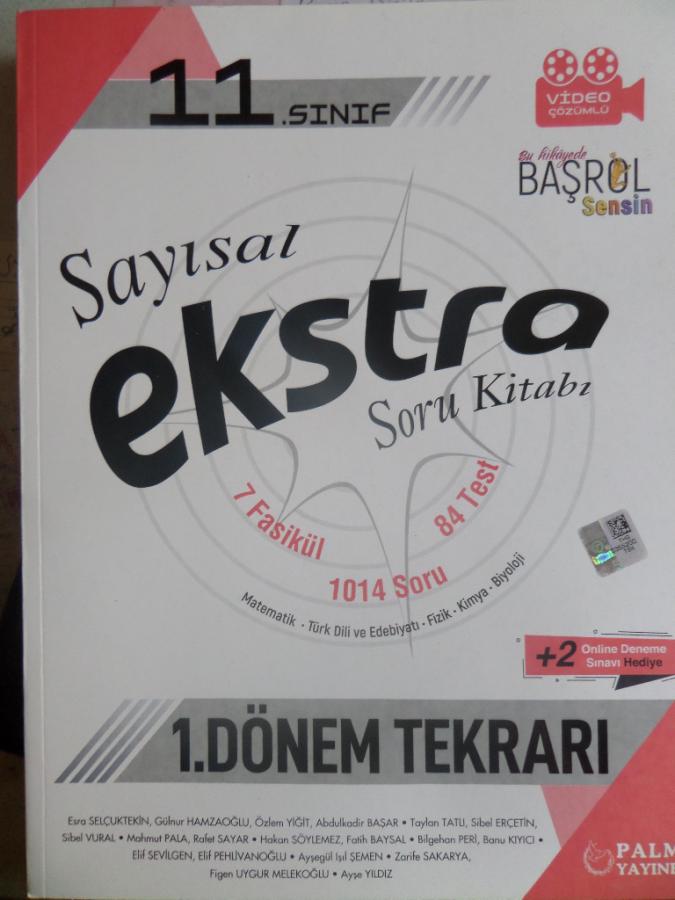 11.SINIF
VİDEO
ÇÖZÜMLÜ
Bu hikâyede
BAŞROL
Sensin
Sayısal
ekstra
Soru Kitabı
7 Fasikül
1014 Soru
84 Test
Matematik · Türk Dili ve Edebiyatı · Fizik · Kimya · Biyoloji
+2 Online Deneme
Sınavı Hediye
1.DÖNEM TEKRARI
Esra SELÇUKTEKİN, Gülnur HAMZAOĞLU, Özlem YİĞİT, Abdulkadir BAŞAR • Taylan TATLI, Sibel ERÇETİN,
Sibel VURAL • Mahmut PALA, Rafet SAYAR • Hakan SÖYLEMEZ, Fatih BAYSAL • Bilgehan PERİ, Banu KIYICI •
Elif SEVİLGEN, Elif PEHLİVANOĞLU • Ayşegül Işıl ŞEMEN • Zarife SAKARYA,
Figen UYGUR MELEKOĞLU • Ayşe YILDIZ
PALM
YAYINE